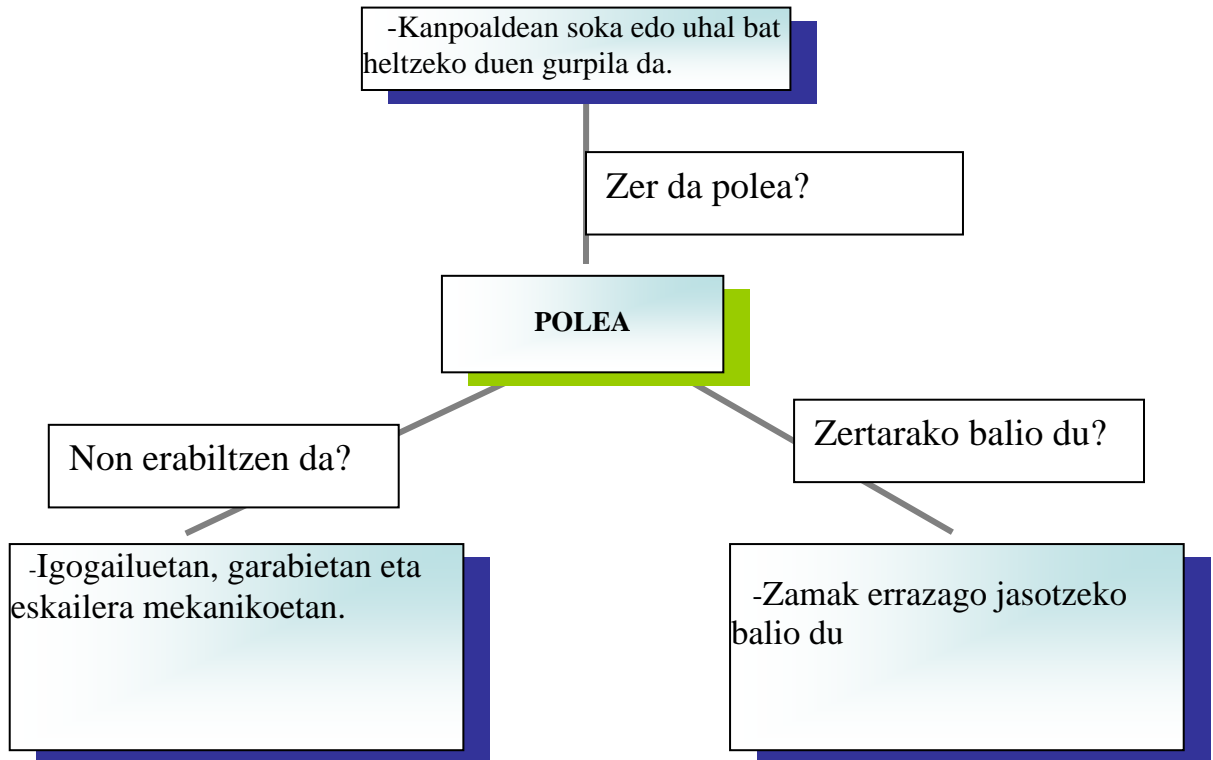 -Kanpoaldean soka edo uhal bat
heltzeko duen gurpila da.
Zer da polea?
POLEA
Non erabiltzen da?
Zertarako balio du?
-Igogailuetan, garabietan eta
eskailera mekanikoetan.
-Zamak errazago jasotzeko
balio du